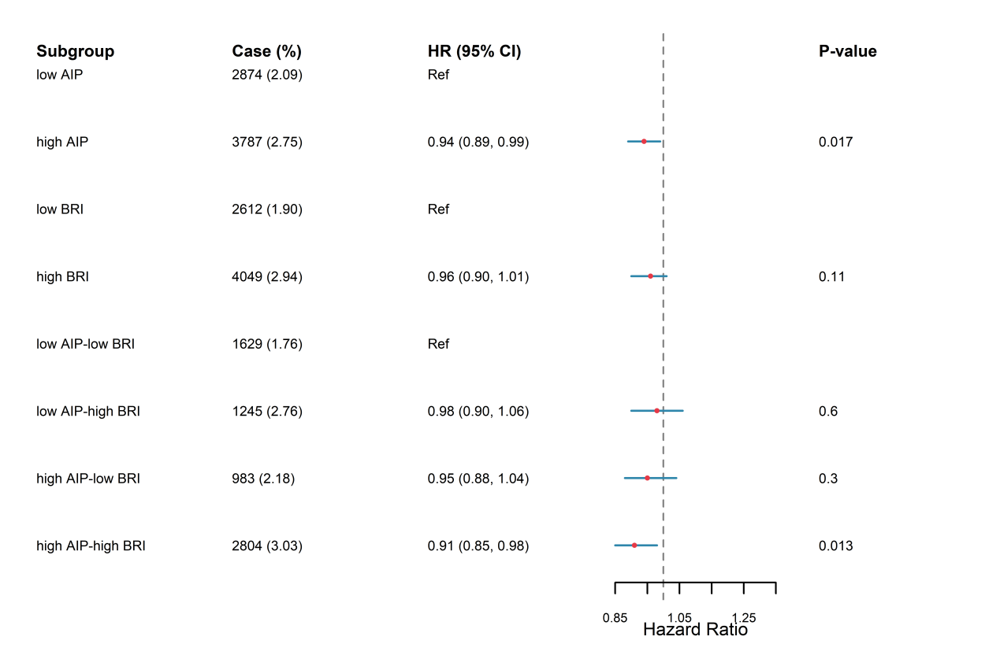 Subgroup Case (%) HR (95% CI) P-value
low AIP 2874 (2.09) Ref
high AIP 3787 (2.75) 0.94 (0.89, 0.99) 0.017
low BRI 2612 (1.90) Ref
high BRI 4049 (2.94) 0.96 (0.90, 1.01) 0.11
low AIP-low BRI 1629 (1.76) Ref
low AIP-high BRI 1245 (2.76) 0.98 (0.90, 1.06) 0.6
high AIP-low BRI 983 (2.18) 0.95 (0.88, 1.04) 0.3
high AIP-high BRI 2804 (3.03) 0.91 (0.85, 0.98) 0.013
0.85 1.05 1.25
Hazard Ratio